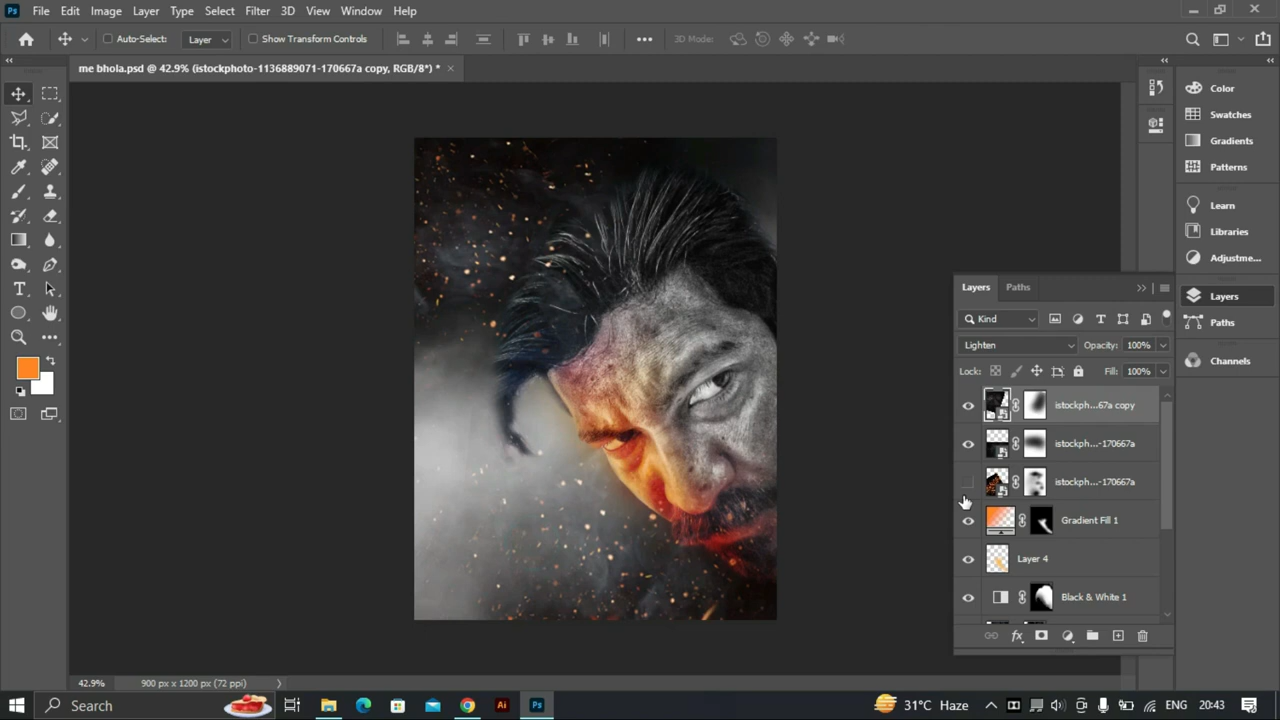 Ps File Edit Image Layer Type Select Filter 3D View Window Help
Auto-Select: Layer Show Transform Controls 3D Mode:
me bhola.psd @ 42.9% (istockphoto-1136889071-170667a copy, RGB/8*) *
Color
Swatches
Gradients
Patterns
Learn
Libraries
Adjustme...
Layers
Paths
Channels
Layers Paths
Kind
Lighten Opacity: 100%
Lock: Fill: 100%
istockph...67a copy
istockph...-170667a
istockph...-170667a
Gradient Fill 1
Layer 4
Black & White 1
fx
42.9% 900 px x 1200 px (72 ppi)
Search Ai Ps 31°C Haze ENG 20:43